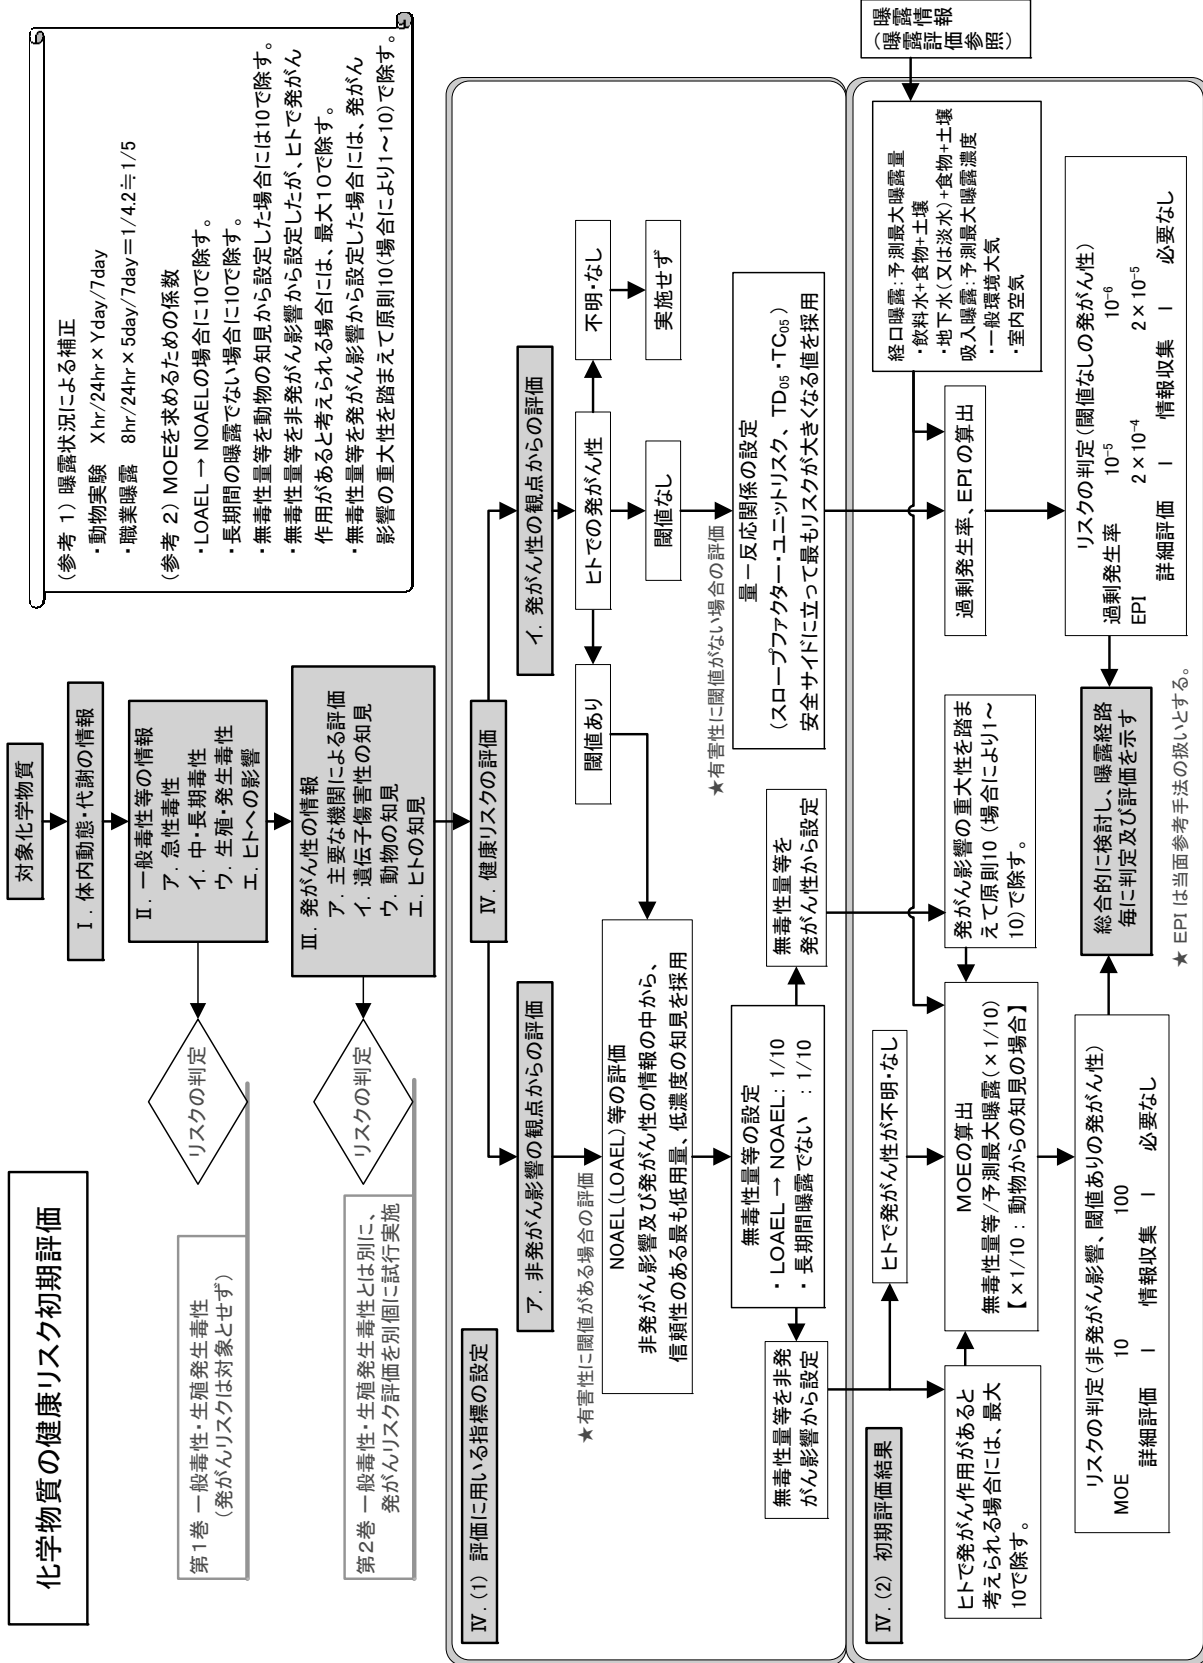 化学物質の健康リスク初期評価
対象化学物質
Ⅰ. 体内動態・代謝の情報
Ⅱ. 一般毒性等の情報
ア. 急性毒性
イ. 中・長期毒性
ウ. 生殖・発生毒性
エ. ヒトへの影響
リスクの判定
第1巻 一般毒性・生殖発生毒性
(発がんリスクは対象とせず)
Ⅲ. 発がん性の情報
ア. 主要な機関による評価
イ. 遺伝子傷害性の知見
ウ. 動物の知見
エ. ヒトの知見
リスクの判定
第2巻 一般毒性・生殖発生毒性とは別に、
発がんリスク評価を別個に試行実施
(参考 1) 曝露状況による補正
・動物実験 Xhr/24hr×Yday/7day
・職業曝露 8hr/24hr×5day/7day=1/4.2≒1/5
(参考 2) MOEを求めるための係数
・LOAEL → NOAELの場合に10で除す。
・長期間の曝露でない場合に10で除す。
・無毒性量等を動物の知見から設定した場合には10で除す。
・無毒性量等を非発がん影響から設定したが、ヒトで発がん
作用があると考えられる場合には、最大10で除す。
・無毒性量等を発がん影響から設定した場合には、発がん
影響の重大性を踏まえて原則10(場合により1~10)で除す。
Ⅳ. 健康リスクの評価
Ⅳ. (1) 評価に用いる指標の設定
ア. 非発がん影響の観点からの評価
イ. 発がん性の観点からの評価
★有害性に閾値がある場合の評価
NOAEL(LOAEL)等の評価
非発がん影響及び発がん性の情報の中から、
信頼性のある最も低用量、低濃度の知見を採用
閾値あり
ヒトでの発がん性
不明・なし
閾値なし
実施せず
★有害性に閾値がない場合の評価
無毒性量等の設定
・ LOAEL → NOAEL: 1/10
・ 長期間曝露でない : 1/10
無毒性量等を非発
がん影響から設定
無毒性量等を
発がん性から設定
量-反応関係の設定
(スロープファクター・ユニットリスク、TD05・TC05)
安全サイドに立って最もリスクが大きくなる値を採用
Ⅳ. (2) 初期評価結果
ヒトで発がん性が不明・なし
経口曝露:予測最大曝露量
・飲料水+食物+土壌
・地下水(又は淡水)+食物+土壌
吸入曝露:予測最大曝露濃度
・一般環境大気
・室内空気
曝露情報
(曝露評価参照)
ヒトで発がん作用があると
考えられる場合には、最大
10で除す。
MOEの算出
無毒性量等/予測最大曝露(×1/10)
【 ×1/10 : 動物からの知見の場合】
発がん影響の重大性を踏ま
えて原則10 (場合により1~
10)で除す。
過剰発生率、EPI の算出
リスクの判定 (非発がん影響、閾値ありの発がん性)
MOE 10 100
詳細評価 | 情報収集 | 必要なし
総合的に検討し、曝露経路
毎に判定及び評価を示す
リスクの判定 (閾値なしの発がん性)
過剰発生率 10⁻⁵ 10⁻⁶
EPI 2×10⁻⁴ 2×10⁻⁵
詳細評価 | 情報収集 | 必要なし
★ EPI は当面参考手法の扱いとする。